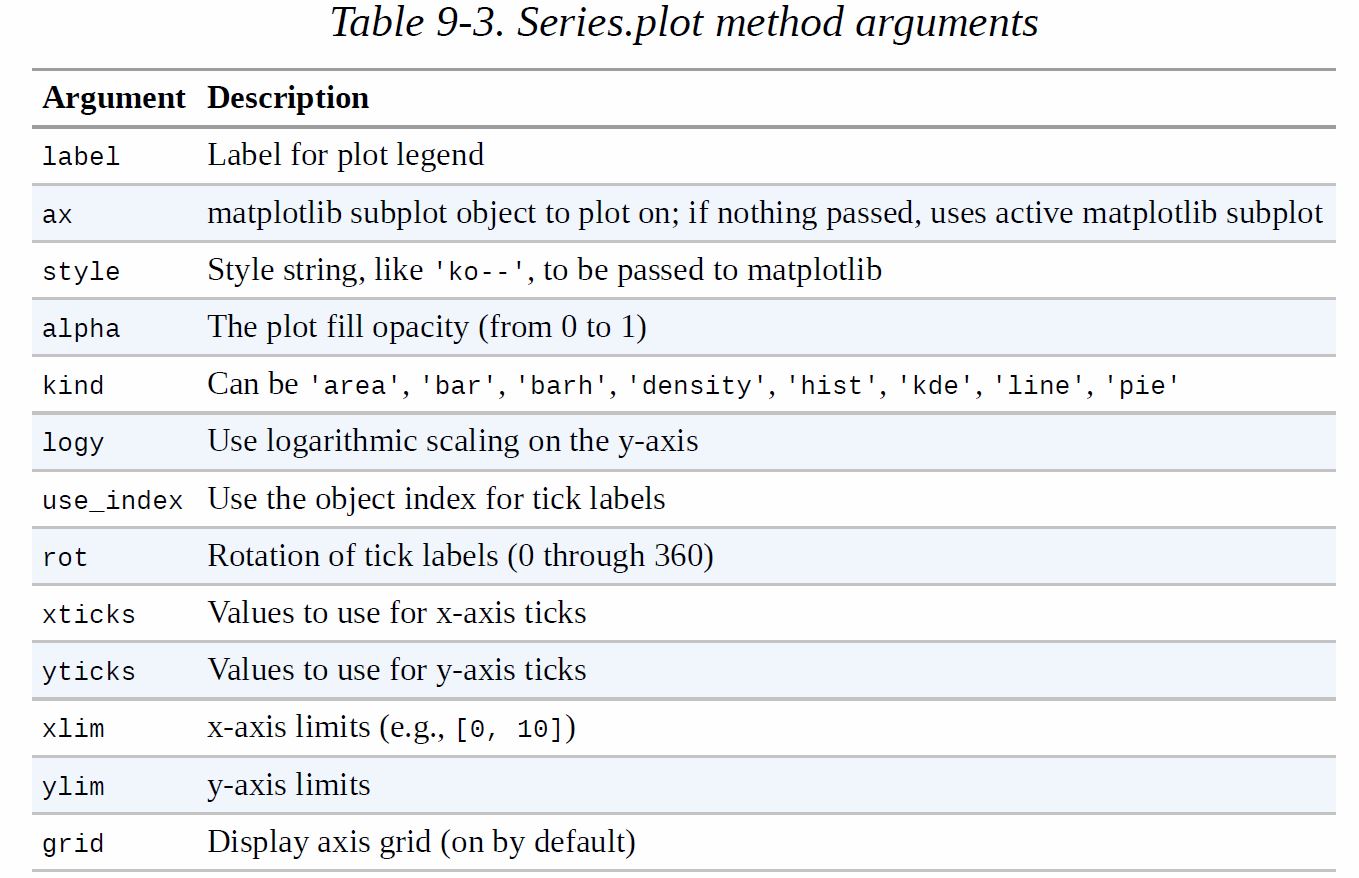 Table 9-3. Series.plot method arguments
Argument Description
label Label for plot legend
ax matplotlib subplot object to plot on; if nothing passed, uses active matplotlib subplot
style Style string, like 'ko--', to be passed to matplotlib
alpha The plot fill opacity (from 0 to 1)
kind Can be 'area', 'bar', 'barh', 'density', 'hist', 'kde', 'line', 'pie'
logy Use logarithmic scaling on the y-axis
use_index Use the object index for tick labels
rot Rotation of tick labels (0 through 360)
xticks Values to use for x-axis ticks
yticks Values to use for y-axis ticks
xlim x-axis limits (e.g., [0, 10])
ylim y-axis limits
grid Display axis grid (on by default)